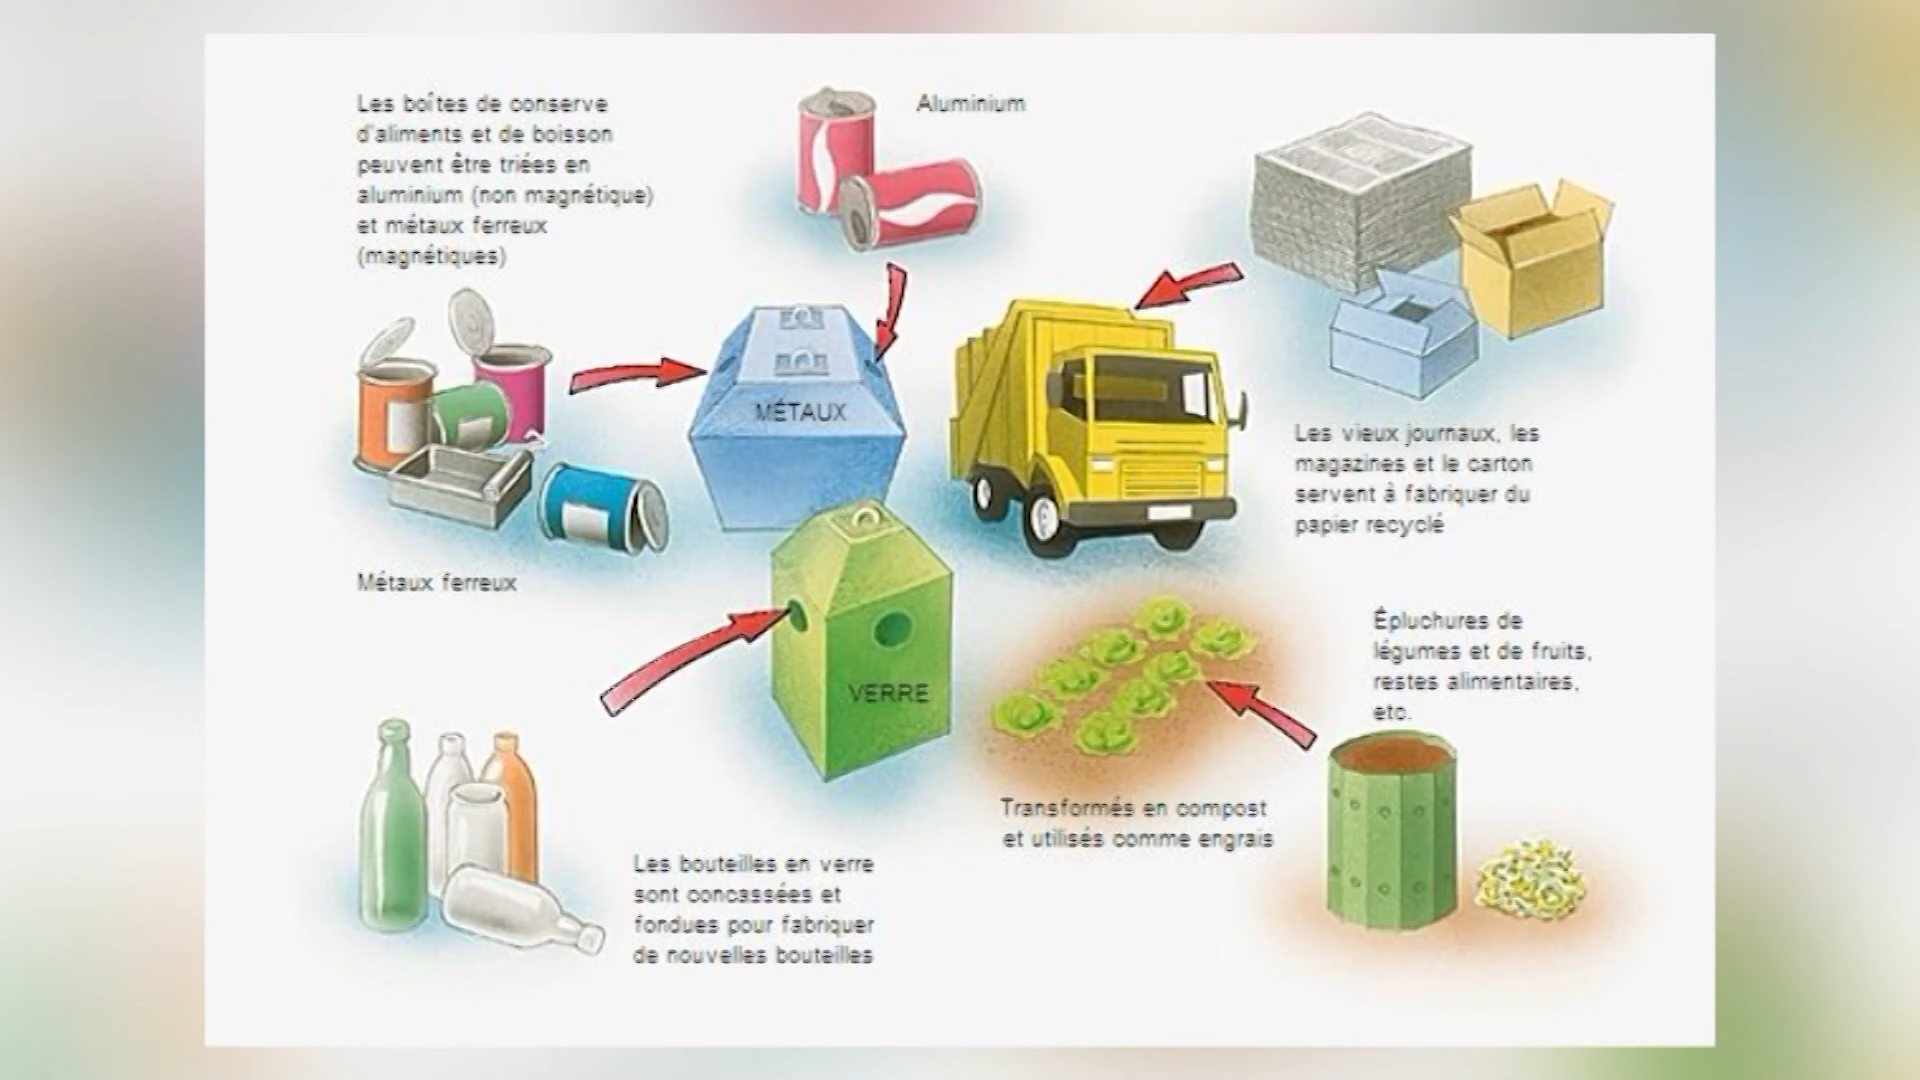 Les boîtes de conserve
d'aliments et de boisson
peuvent être triées en
aluminium (non magnétique)
et métaux ferreux
(magnétiques)
Aluminium
MÉTAUX
Métaux ferreux
Les vieux journaux, les
magazines et le carton
servent à fabriquer du
papier recyclé
VERRE
Épluchures de
légumes et de fruits,
restes alimentaires,
etc.
Transformés en compost
et utilisés comme engrais
Les bouteilles en verre
sont concassées et
fondues pour fabriquer
de nouvelles bouteilles